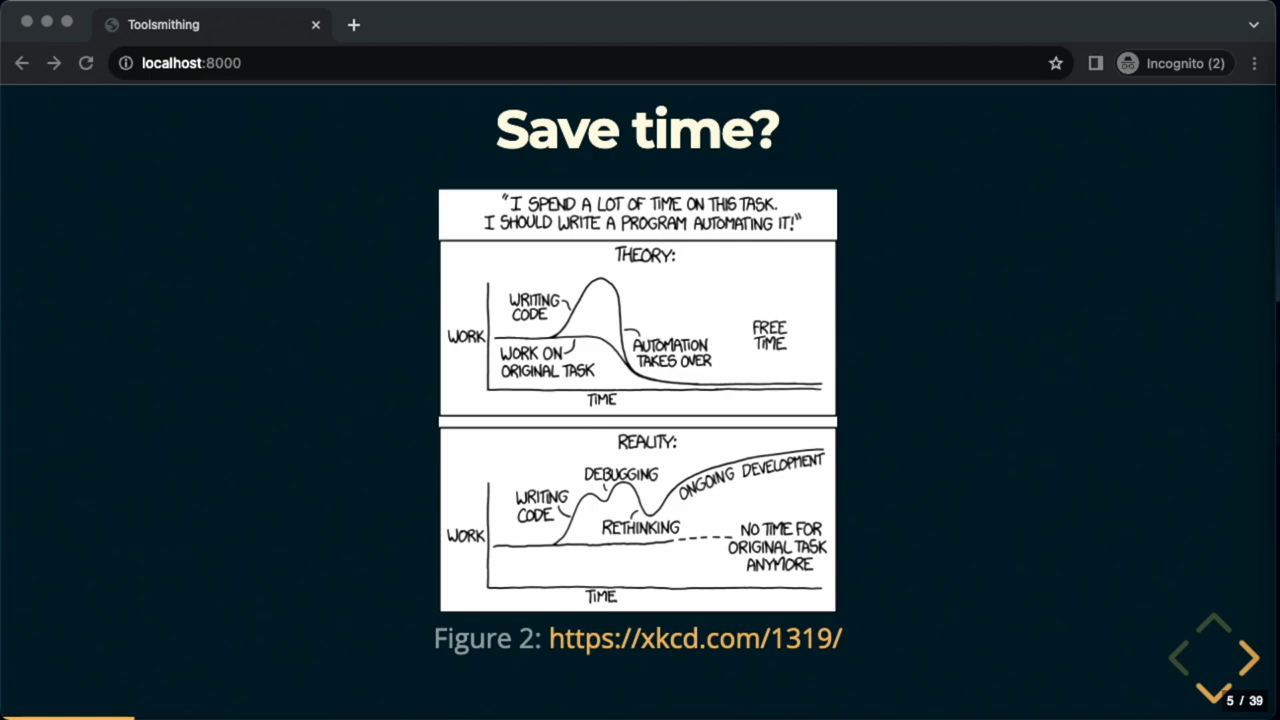 Toolsmithing
localhost:8000
Incognito (2)
Save time?
"I SPEND A LOT OF TIME ON THIS TASK.
I SHOULD WRITE A PROGRAM AUTOMATING IT!"
THEORY:
WRITING
CODE
WORK
WORK ON
ORIGINAL TASK
AUTOMATION
TAKES OVER
FREE
TIME
TIME
REALITY:
DEBUGGING
ONGOING DEVELOPMENT
WRITING
CODE
RETHINKING
WORK
NO TIME FOR
ORIGINAL TASK
ANYMORE
TIME
Figure 2: https://xkcd.com/1319/
5 / 39